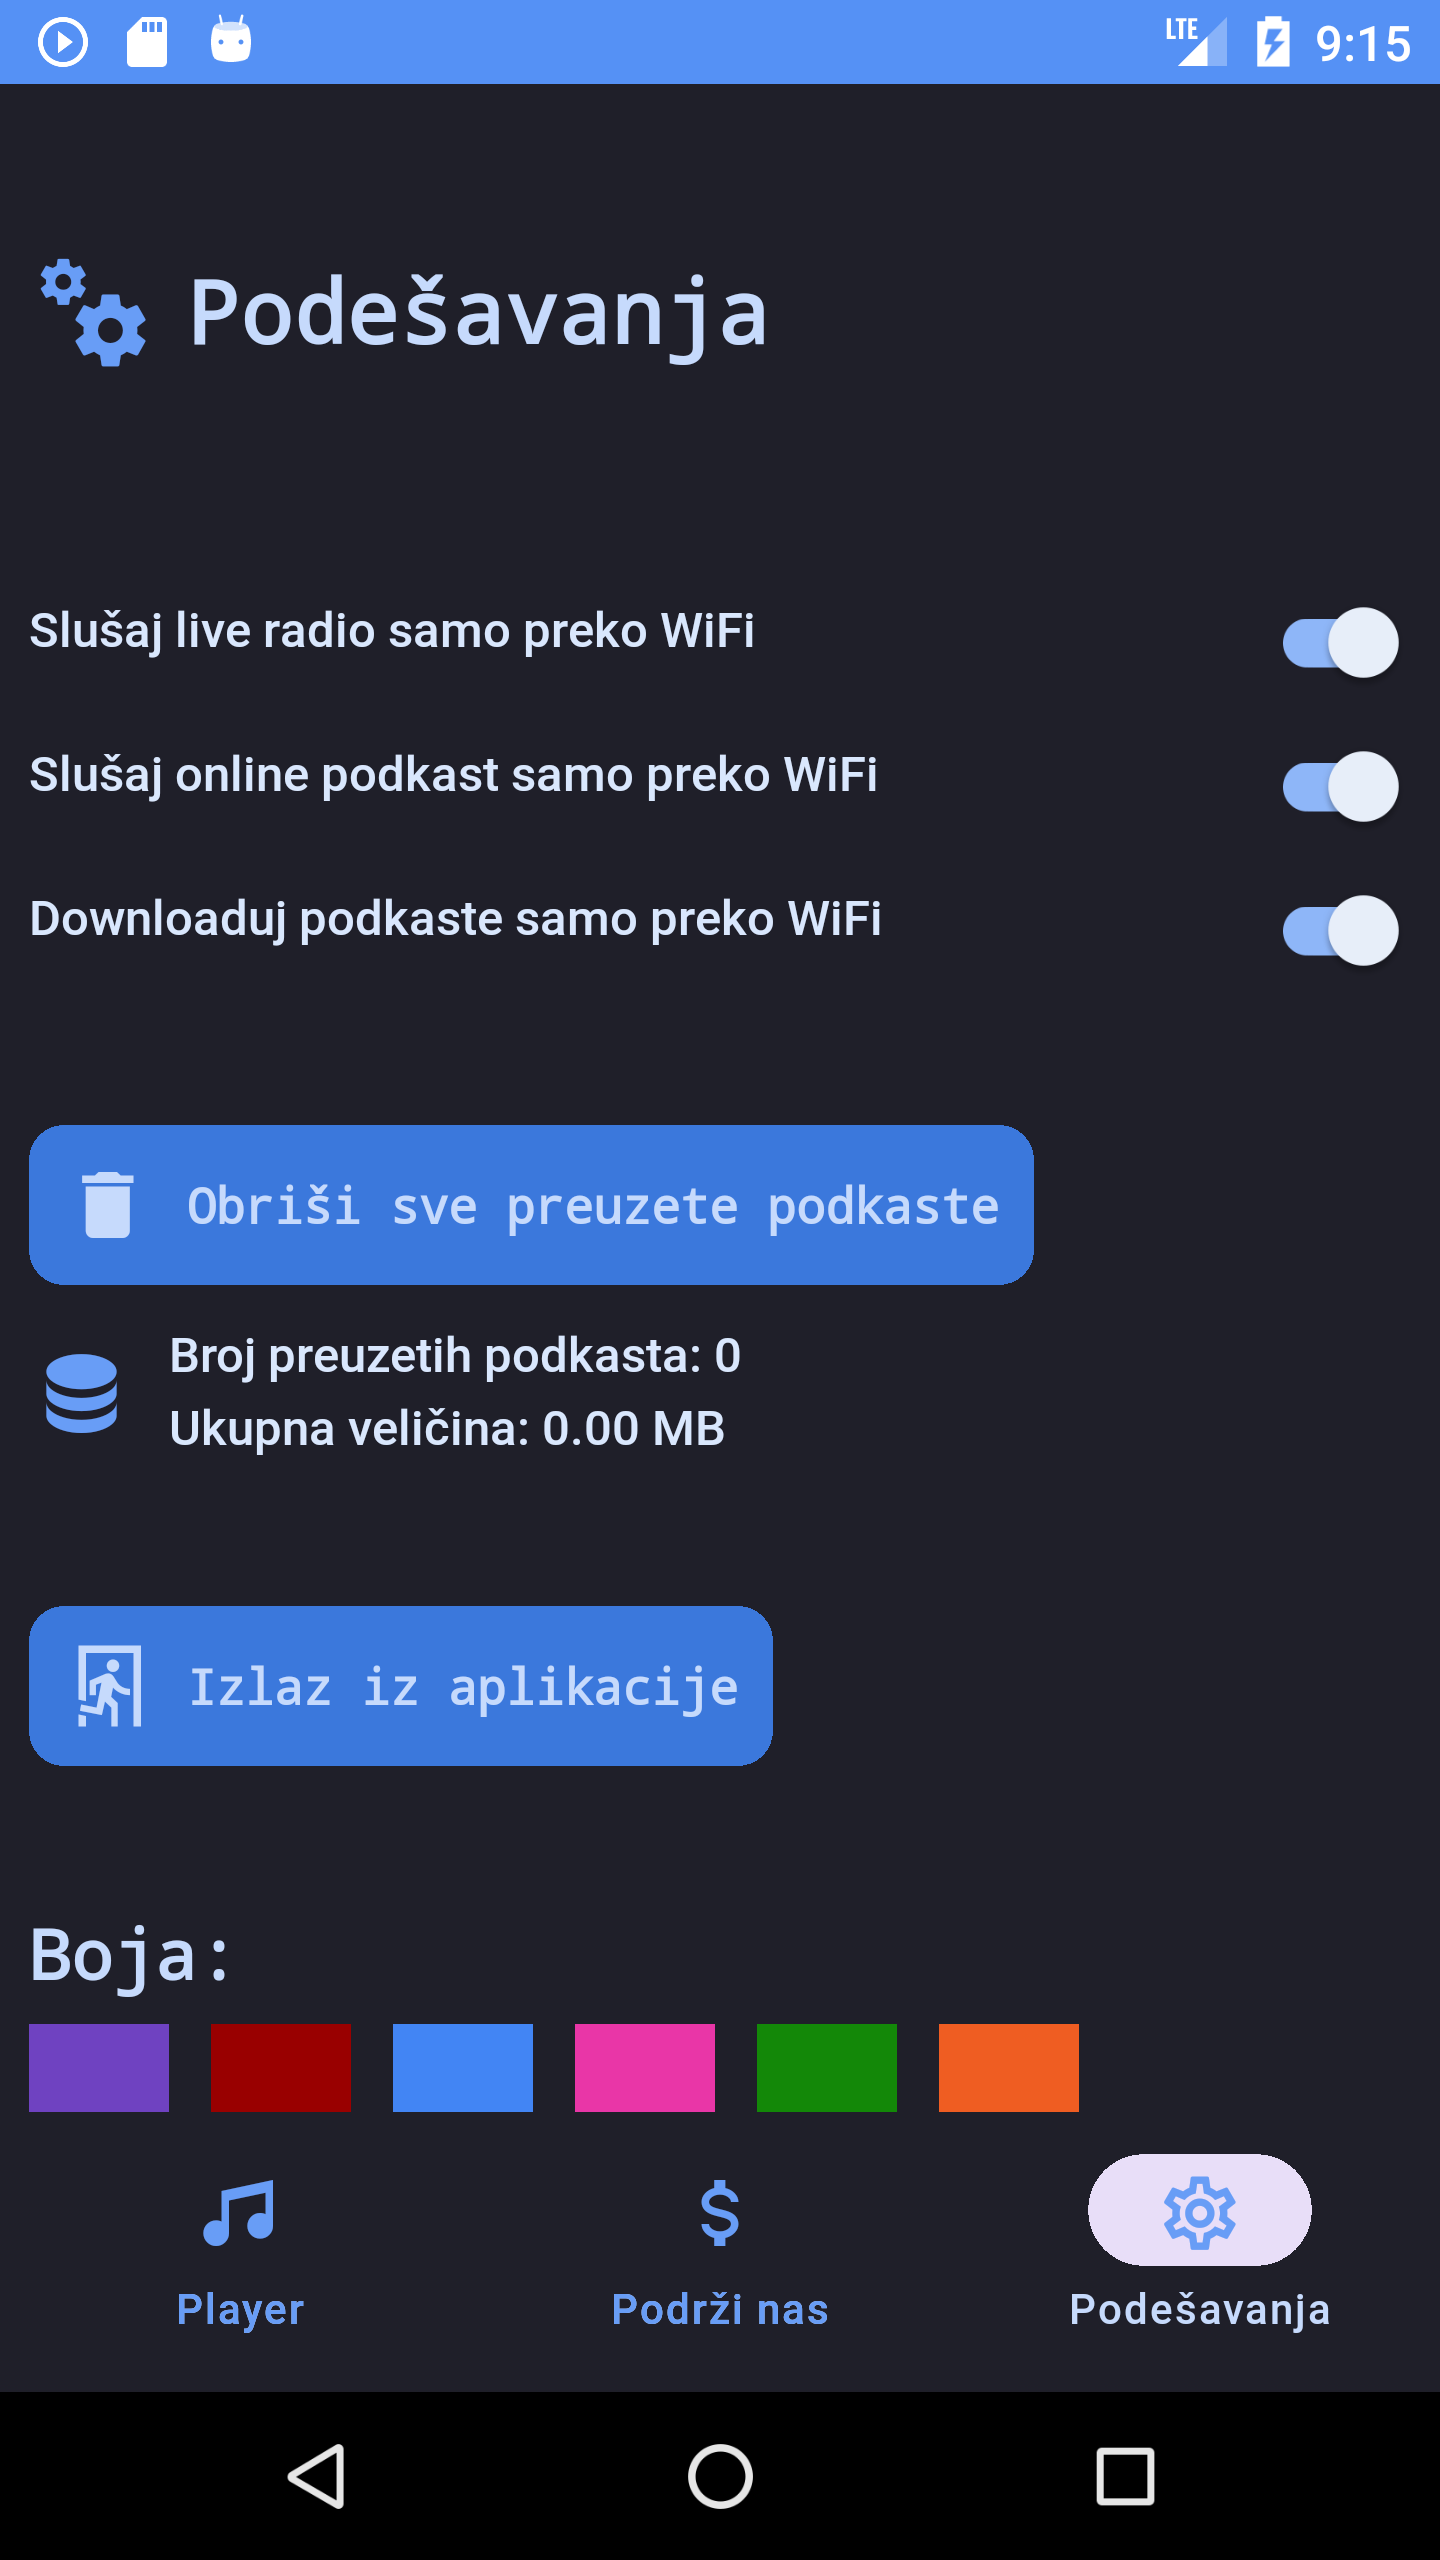 LTE 9:15
Podešavanja
Slušaj live radio samo preko WiFi
Slušaj online podkast samo preko WiFi
Downloaduj podkaste samo preko WiFi
Obriši sve preuzete podkaste
Broj preuzetih podkasta: 0
Ukupna veličina: 0.00 MB
Izlaz iz aplikacije
Boja:
Player Podrži nas Podešavanja